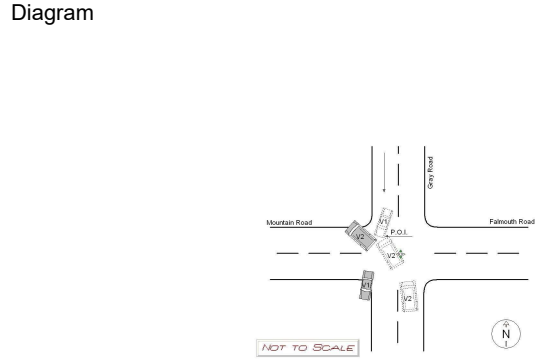 Diagram
Gray Road
Mountain Road
Falmouth Road
V1
P.O.I.
V2
V2
V1
V2
N
NOT TO SCALE